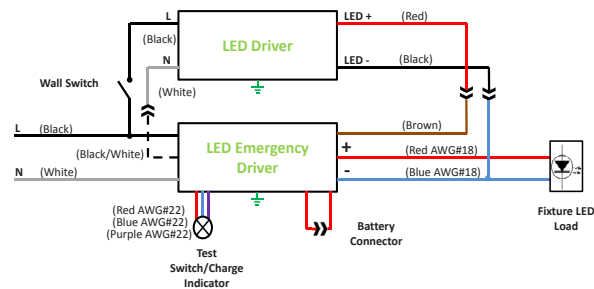 L
LED +
(Red)
(Black)
LED Driver
N
LED -
(Black)
Wall Switch
(White)
L
(Black)
(Brown)
(Black/White)
LED Emergency
Driver
+
(Red AWG#18)
N
(White)
-
(Blue AWG#18)
(Red AWG#22)
(Blue AWG#22)
(Purple AWG#22)
Battery
Connector
Fixture LED
Load
Test
Switch/Charge
Indicator